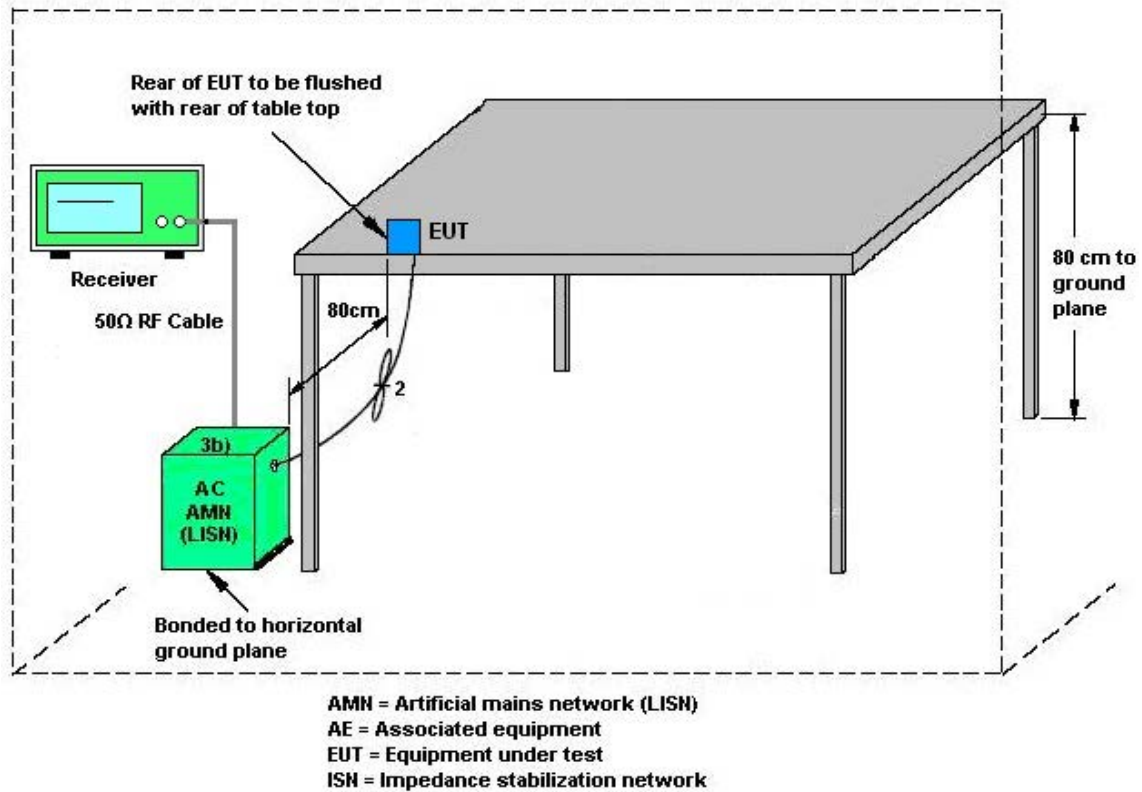 Rear of EUT to be flushed
with rear of table top
EUT
Receiver
50Ω RF Cable
80cm
2
80 cm to
ground
plane
3b)
AC
AMN
(LISN)
Bonded to horizontal
ground plane
AMN = Artificial mains network (LISN)
AE = Associated equipment
EUT = Equipment under test
ISN = Impedance stabilization network